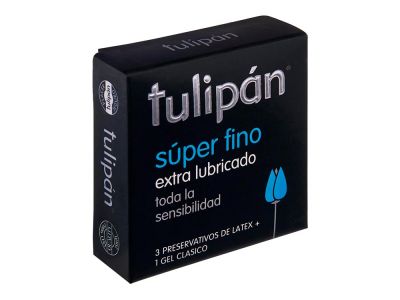 tulipán
súper fino
extra lubricado
toda la
sensibilidad
3 PRESERVATIVOS DE LATEX +
1 GEL CLASICO
tulipán